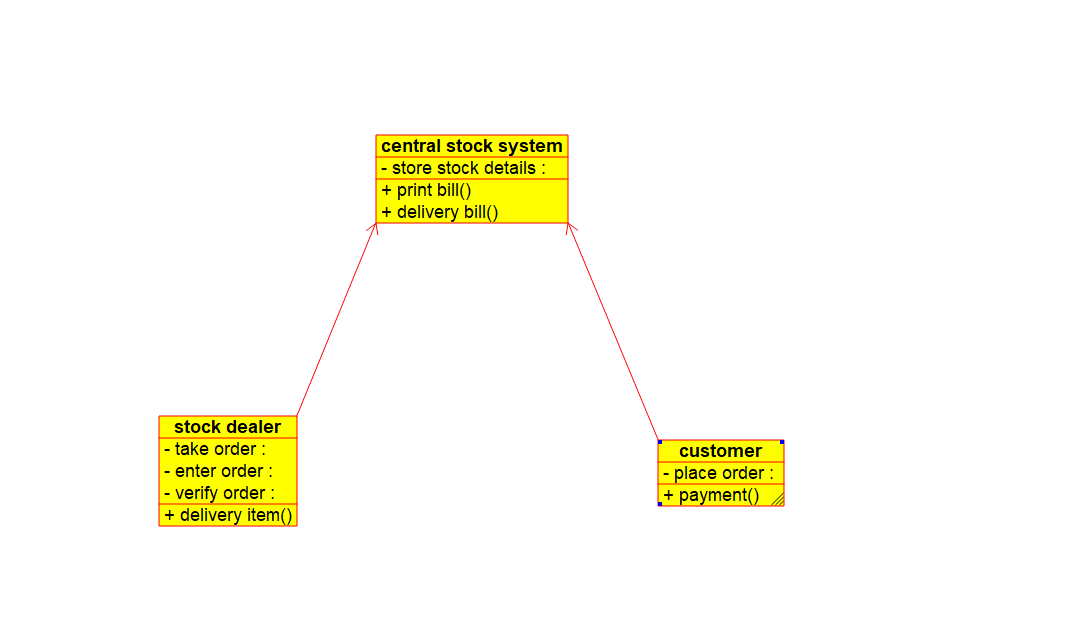 central stock system
- store stock details :
+ print bill()
+ delivery bill()
stock dealer
- take order :
- enter order :
- verify order :
+ delivery item()
customer
- place order :
+ payment()